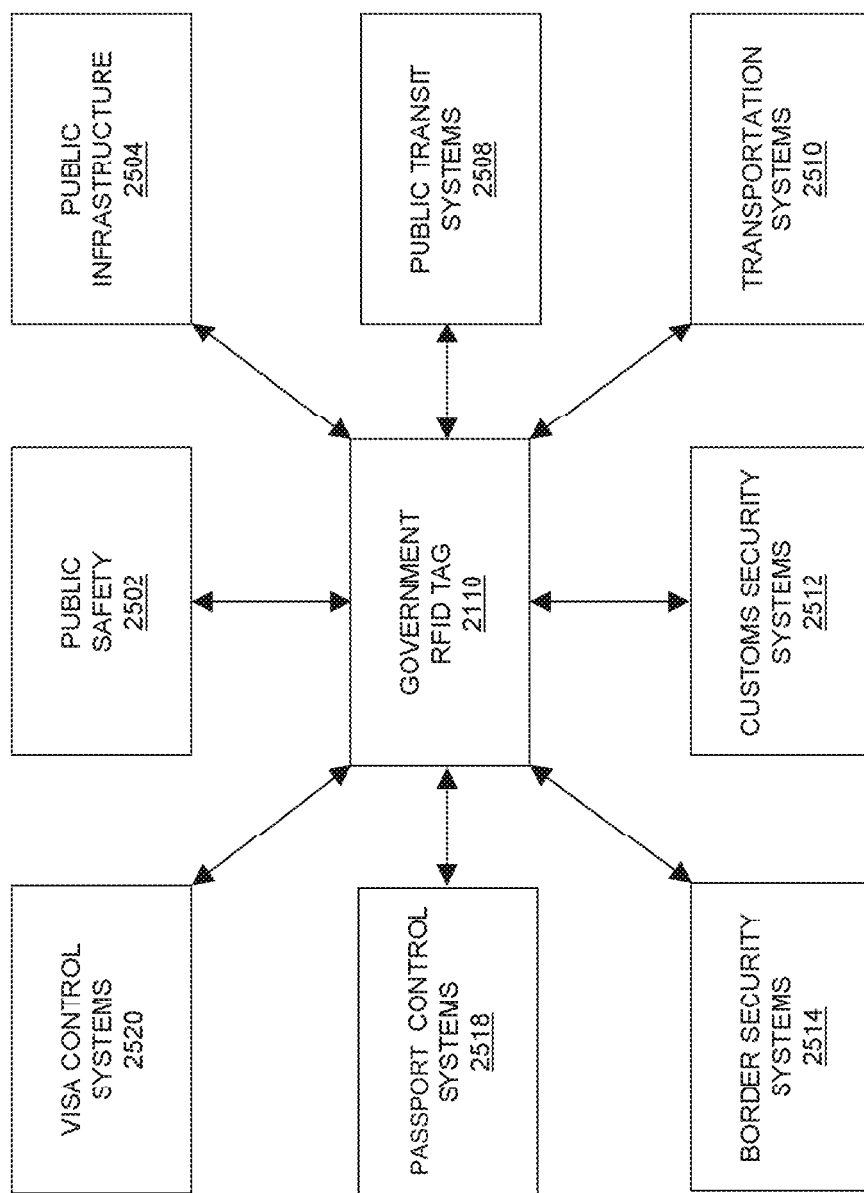 VISA CONTROL
SYSTEMS
2520
PUBLIC
SAFETY
2502
PUBLIC
INFRASTRUCTURE
2504
PASSPORT CONTROL
SYSTEMS
2518
GOVERNMENT
RFID TAG
2110
PUBLIC TRANSIT
SYSTEMS
2508
BORDER SECURITY
SYSTEMS
2514
CUSTOMS SECURITY
SYSTEMS
2512
TRANSPORTATION
SYSTEMS
2510